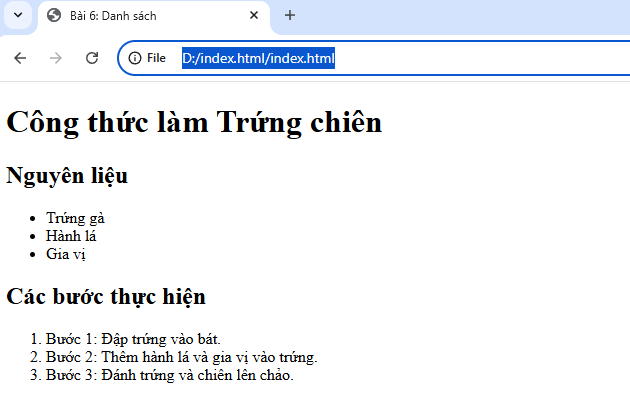 Bài 6: Danh sách
File D:/index.html/index.html
Công thức làm Trứng chiên
Nguyên liệu
• Trứng gà
• Hành lá
• Gia vị
Các bước thực hiện
1. Bước 1: Đập trứng vào bát.
2. Bước 2: Thêm hành lá và gia vị vào trứng.
3. Bước 3: Đánh trứng và chiên lên chảo.